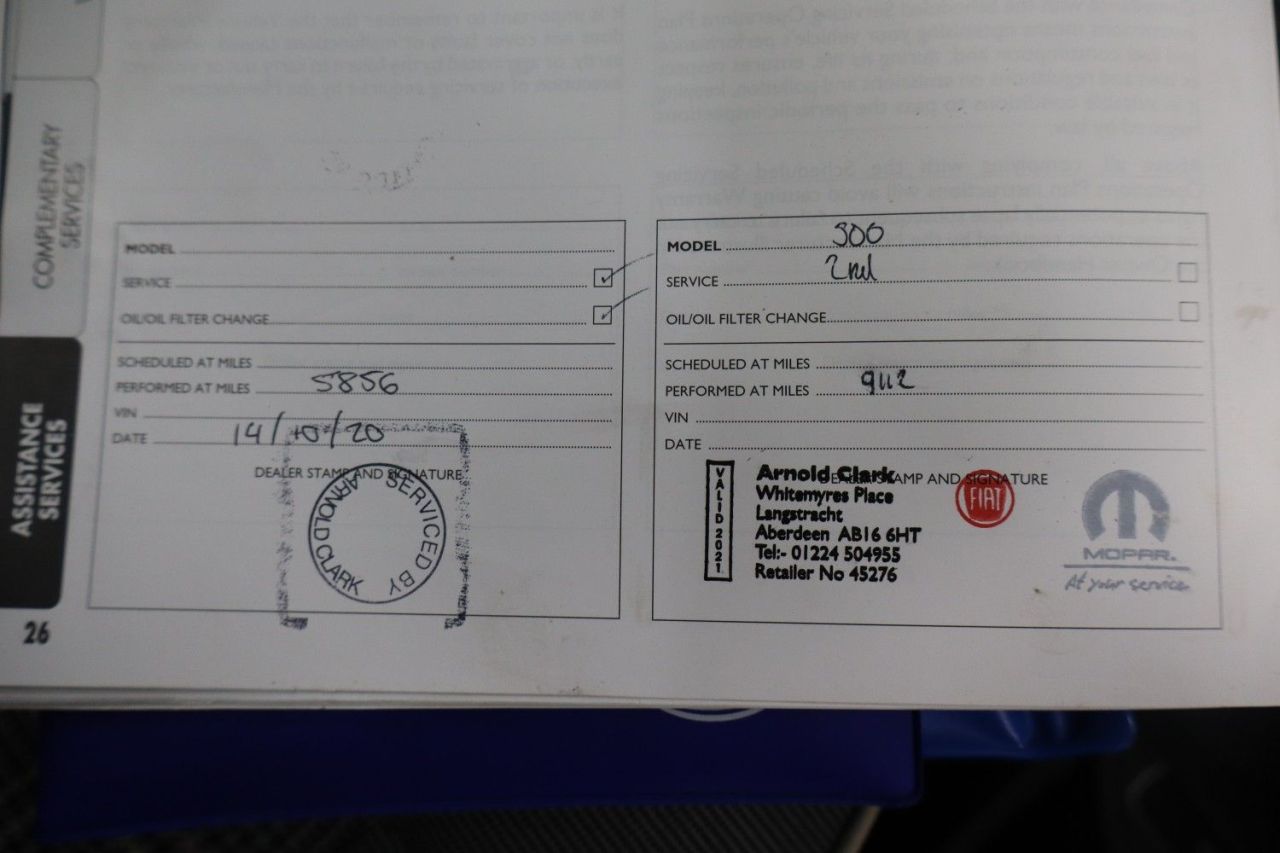 COMPLEMENTARY
SERVICES
ASSISTANCE
SERVICES
26
MODEL
SERVICE
OIL/OIL FILTER CHANGE
SCHEDULED AT MILES
PERFORMED AT MILES 5856
VIN
DATE 14/10/20
DEALER STAMP AND SIGNATURE
SERVICED BY
ARNOLD CLARK
MODEL 500
SERVICE 2nd
OIL/OIL FILTER CHANGE
SCHEDULED AT MILES
PERFORMED AT MILES 9112
VIN
DATE
DEALER STAMP AND SIGNATURE
VALID 2021
Arnold Clark
Whitemyres Place
Langstracht
Aberdeen AB16 6HT
Tel:- 01224 504955
Retailer No 45276
FIAT
MOPAR.
At your service.